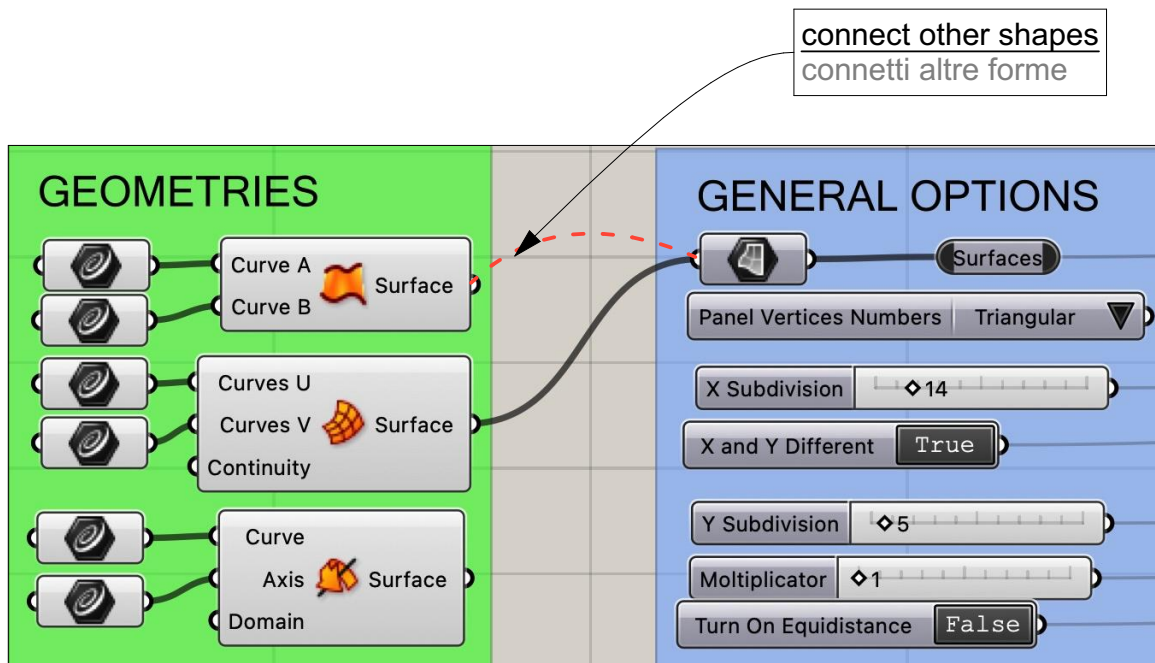 connect other shapes
connetti altre forme
GEOMETRIES
Curve A
Curve B
Surface
Curves U
Curves V
Continuity
Surface
Curve
Axis
Domain
Surface
GENERAL OPTIONS
Surfaces
Panel Vertices Numbers Triangular
X Subdivision 14
X and Y Different True
Y Subdivision 5
Moltiplicator 1
Turn On Equidistance False